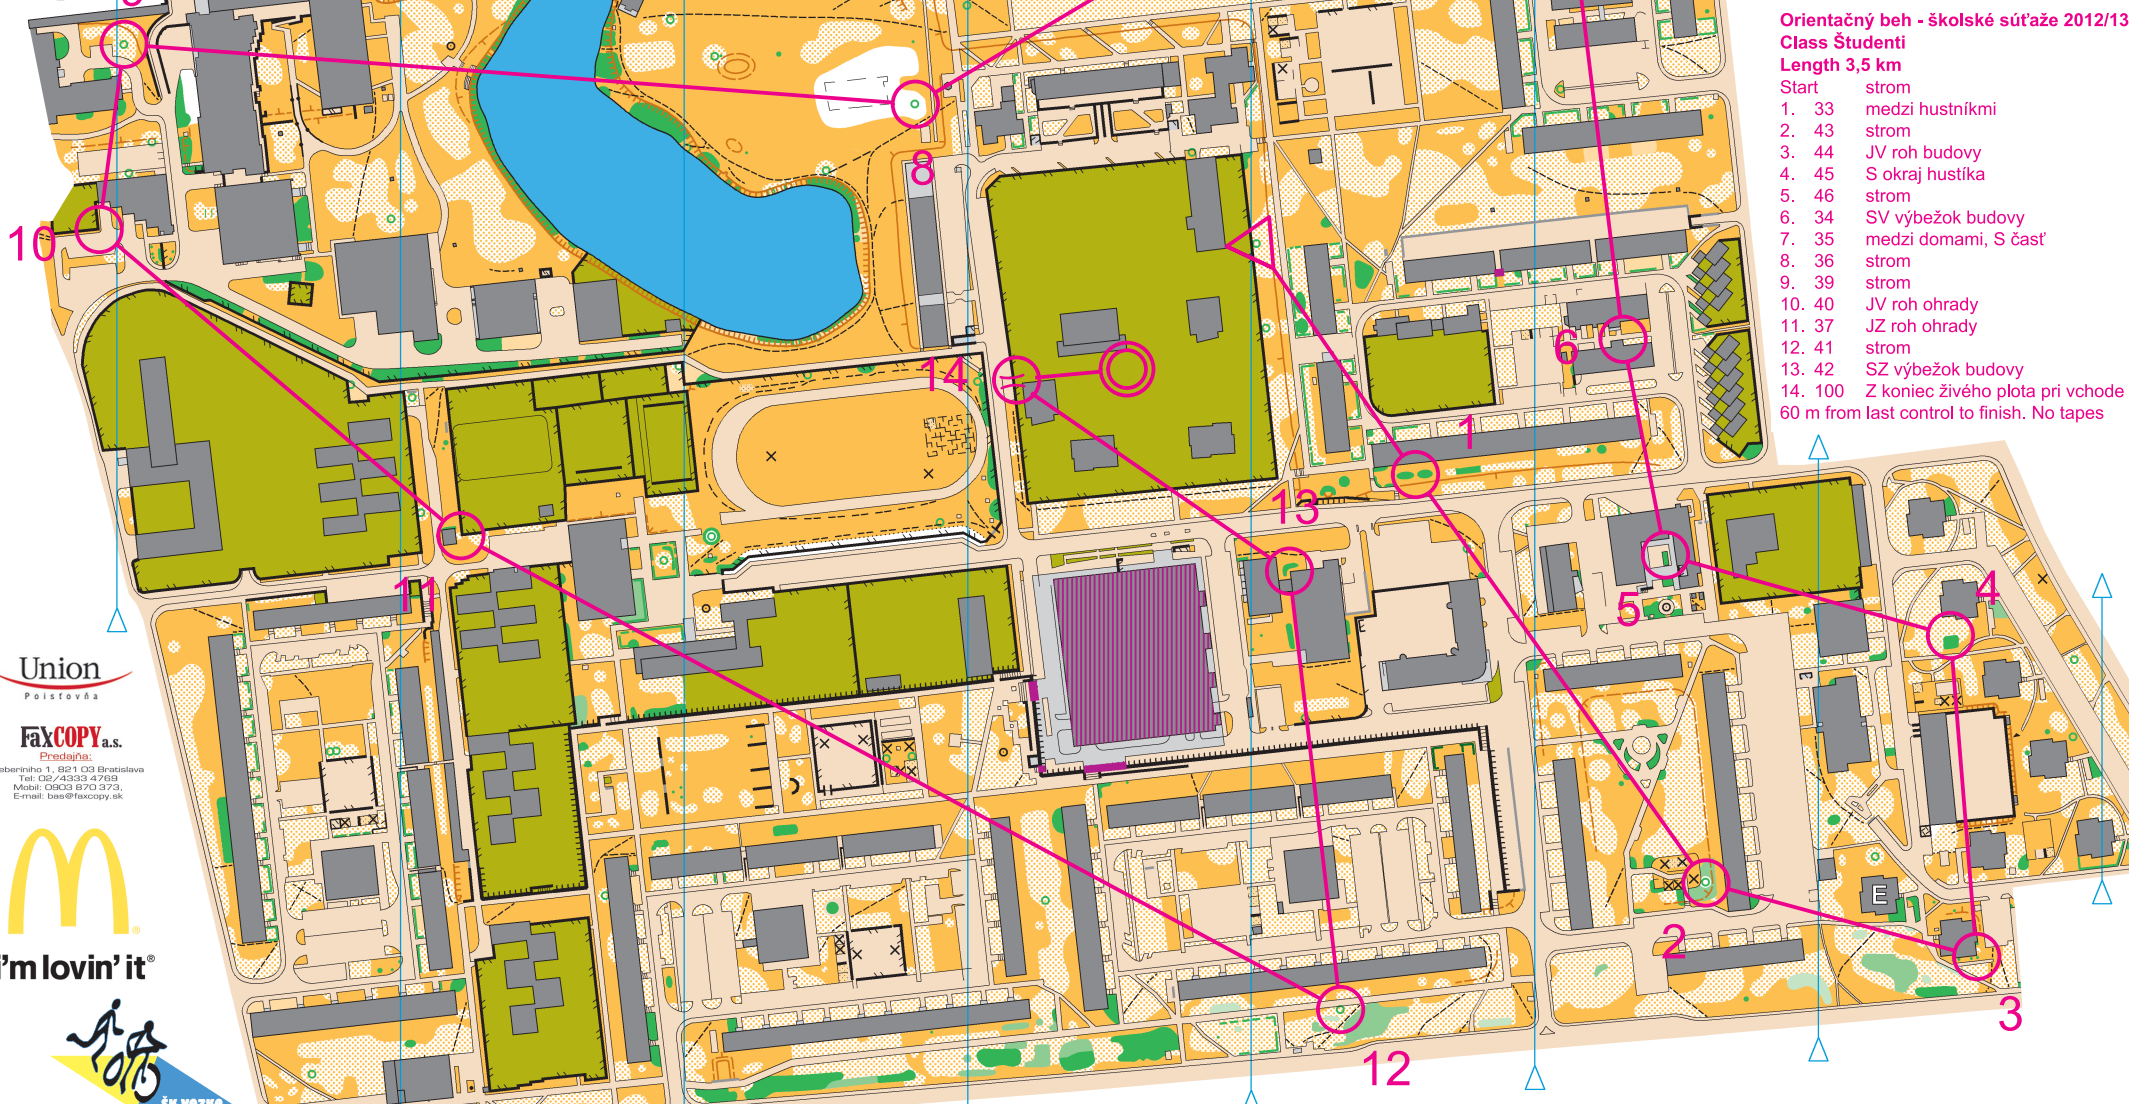 Orientačný beh - školské súťaže 2012/13
Class Študenti
Length 3,5 km
Start strom
1. 33 medzi hustníkmi
2. 43 strom
3. 44 JV roh budovy
4. 45 S okraj hustíka
5. 46 strom
6. 34 SV výbežok budovy
7. 35 medzi domami, S časť
8. 36 strom
9. 39 strom
10. 40 JV roh ohrady
11. 37 JZ roh ohrady
12. 41 strom
13. 42 SZ výbežok budovy
14. 100 Z koniec živého plota pri vchode
60 m from last control to finish. No tapes
8
10
14
6
1
13
11
5
4
E
2
3
12
Union
Poisťovňa
FaxCOPY a.s.
Predajňa:
eberíniho 1, 821 03 Bratislava
Tel: 02/4333 4769
Mobil: 0903 870 373,
E-mail: bas@faxcopy.sk
®
i'm lovin' it®